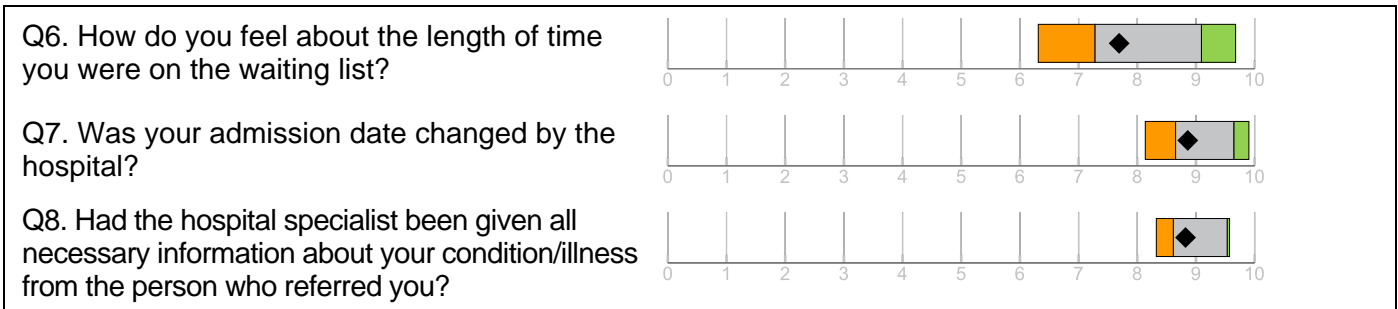 Q6. How do you feel about the length of time
you were on the waiting list?
0 1 2 3 4 5 6 7 8 9 10
Q7. Was your admission date changed by the
hospital?
0 1 2 3 4 5 6 7 8 9 10
Q8. Had the hospital specialist been given all
necessary information about your condition/illness
from the person who referred you?
0 1 2 3 4 5 6 7 8 9 10